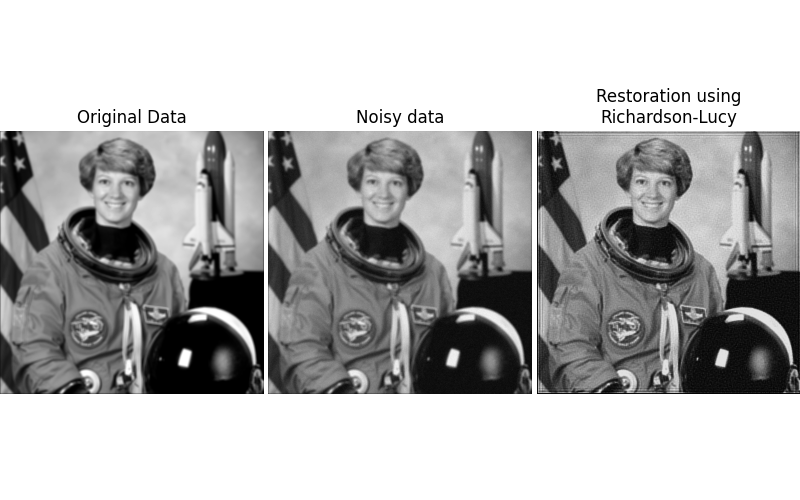 Original Data
Noisy data
Restoration using
Richardson-Lucy